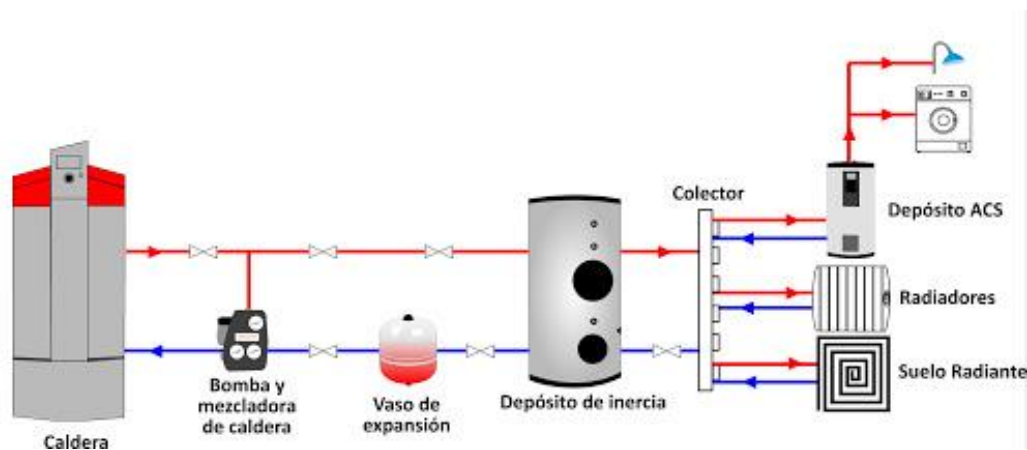 Colector
Depósito ACS
Radiadores
Suelo Radiante
Depósito de inercia
Vaso de
expansión
Bomba y
mezcladora
de caldera
Caldera